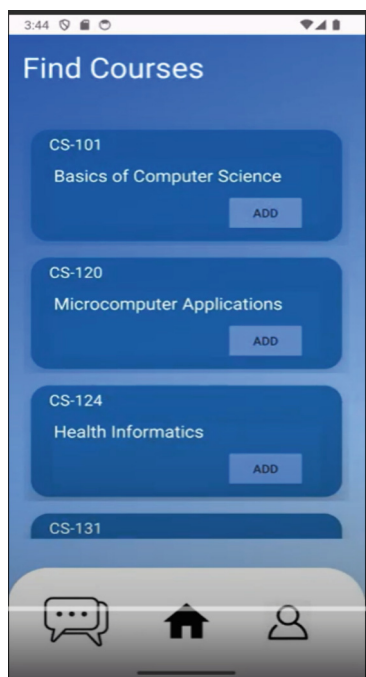 3:44
Find Courses
CS-101
Basics of Computer Science
ADD
CS-120
Microcomputer Applications
ADD
CS-124
Health Informatics
ADD
CS-131